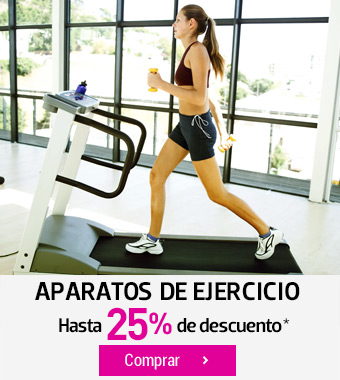 APARATOS DE EJERCICIO
Hasta 25% de descuento*
Comprar >